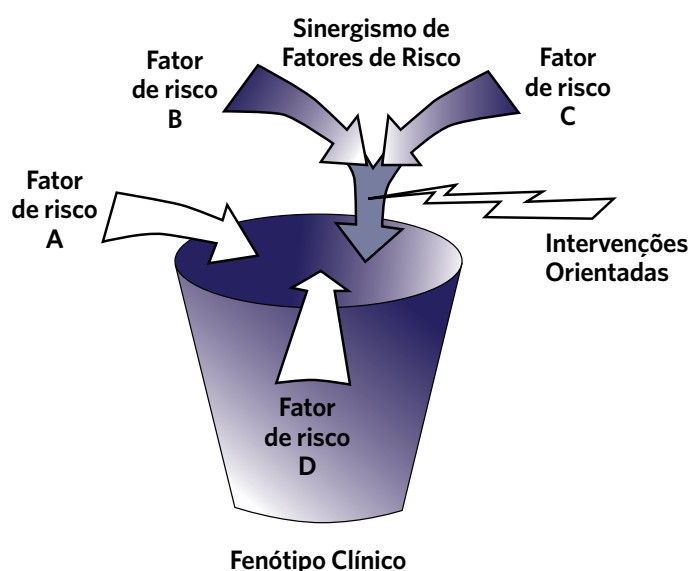 Sinergismo de
Fatores de Risco
Fator
de risco
B
Fator
de risco
C
Fator
de risco
A
Intervenções
Orientadas
Fator
de risco
D
Fenótipo Clínico